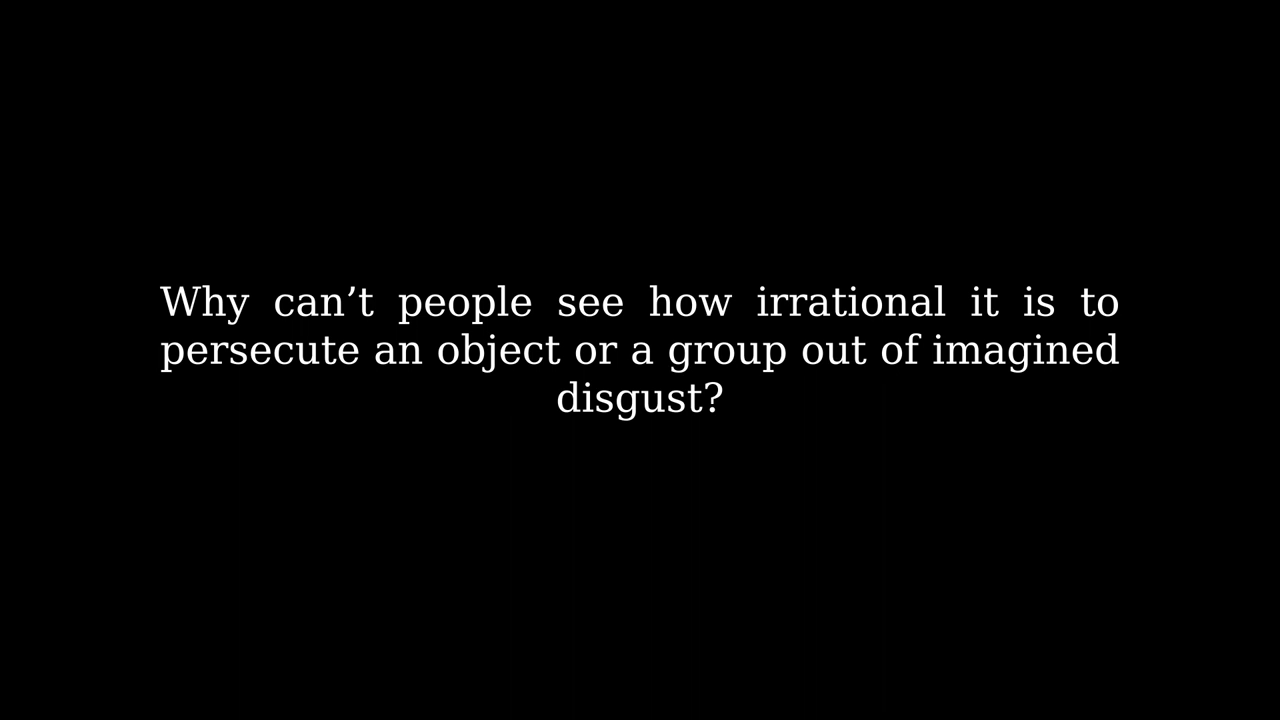 Why can’t people see how irrational it is to
persecute an object or a group out of imagined
disgust?